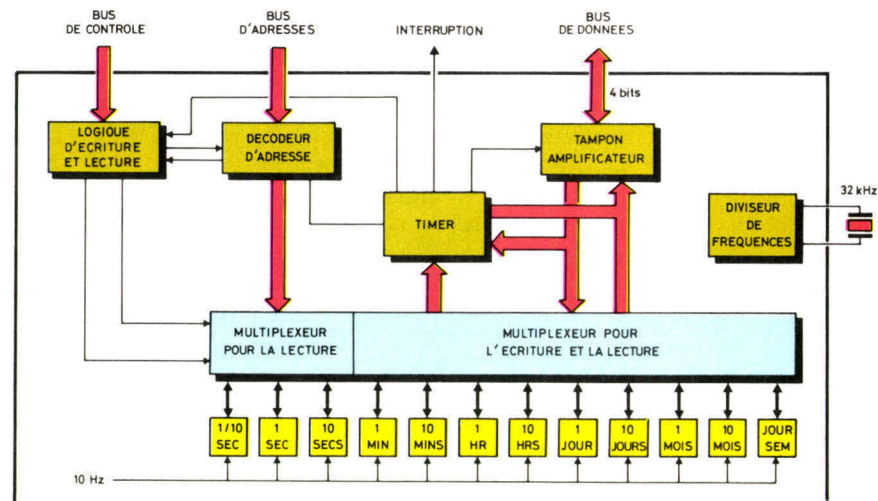 BUS
DE CONTROLE
BUS
D'ADRESSES
INTERRUPTION
BUS
DE DONNEES
4 bits
LOGIQUE
D'ECRITURE
ET LECTURE
DECODEUR
D'ADRESSE
TAMPON
AMPLIFICATEUR
TIMER
DIVISEUR
DE
FREQUENCES
32 kHz
MULTIPLEXEUR
POUR LA LECTURE
MULTIPLEXEUR POUR
L'ECRITURE ET LA LECTURE
1/10
SEC
1
SEC
10
SECS
1
MIN
10
MINS
1
HR
10
HRS
1
JOUR
10
JOURS
1
MOIS
10
MOIS
JOUR
SEM
10 Hz